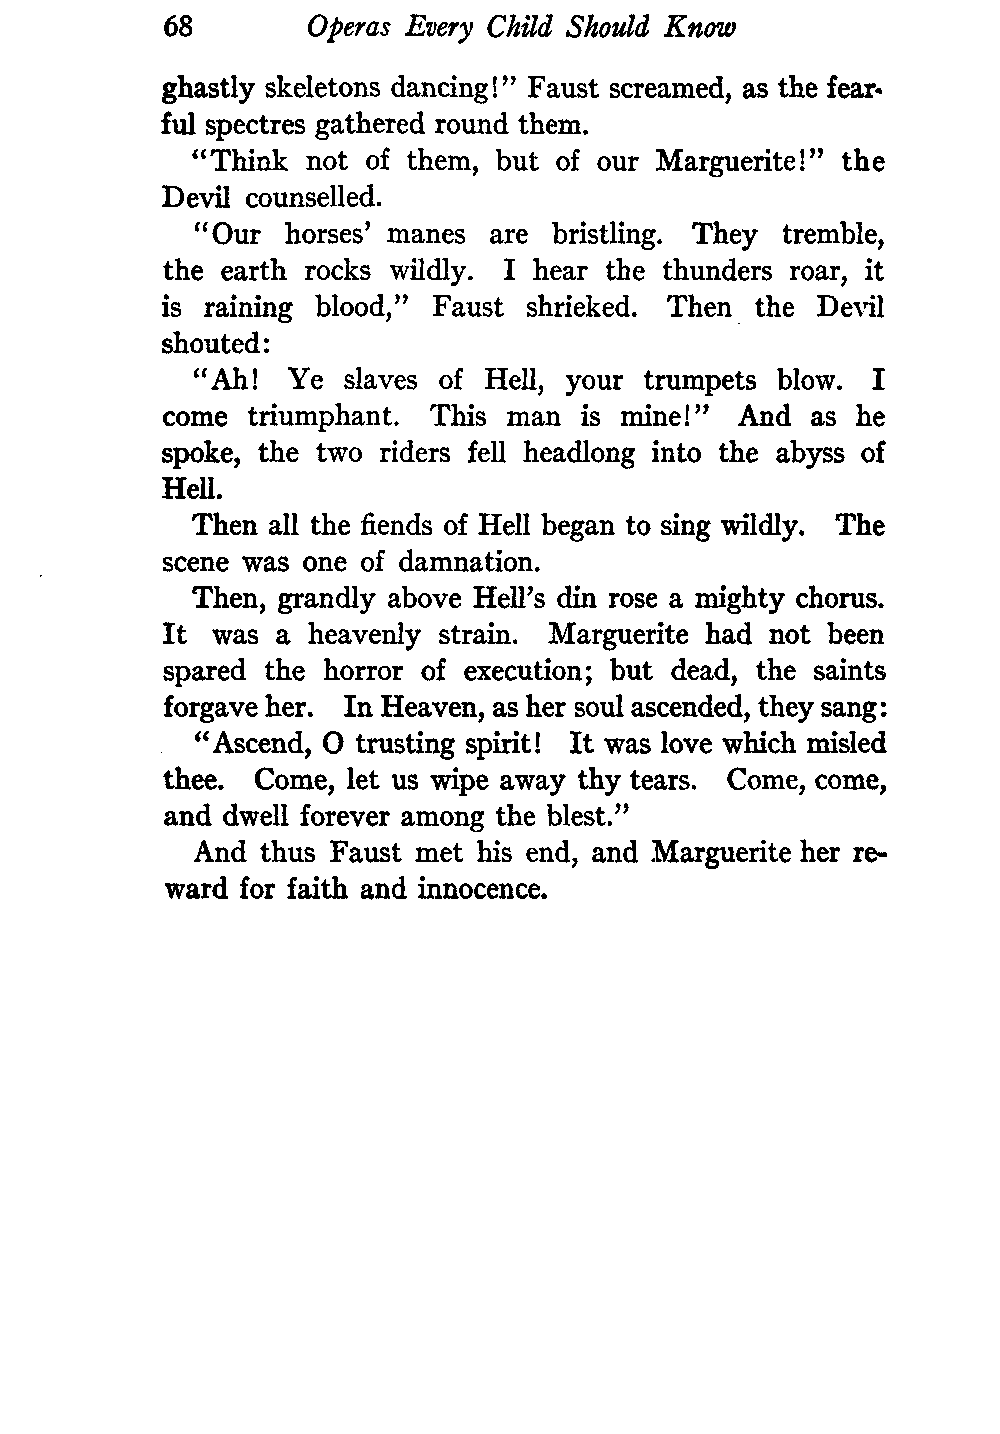 68 Operas Every Child Should Know
ghastly skeletons dancing!" Faust screamed, as the fear-
ful spectres gathered round them.
"Think not of them, but of our Marguerite!" the
Devil counselled.
"Our horses' manes are bristling. They tremble,
the earth rocks wildly. I hear the thunders roar, it
is raining blood," Faust shrieked. Then the Devil
shouted:
"Ah! Ye slaves of Hell, your trumpets blow. I
come triumphant. This man is mine!" And as he
spoke, the two riders fell headlong into the abyss of
Hell.
Then all the fiends of Hell began to sing wildly. The
scene was one of damnation.
Then, grandly above Hell's din rose a mighty chorus.
It was a heavenly strain. Marguerite had not been
spared the horror of execution; but dead, the saints
forgave her. In Heaven, as her soul ascended, they sang:
"Ascend, O trusting spirit! It was love which misled
thee. Come, let us wipe away thy tears. Come, come,
and dwell forever among the blest."
And thus Faust met his end, and Marguerite her re-
ward for faith and innocence.